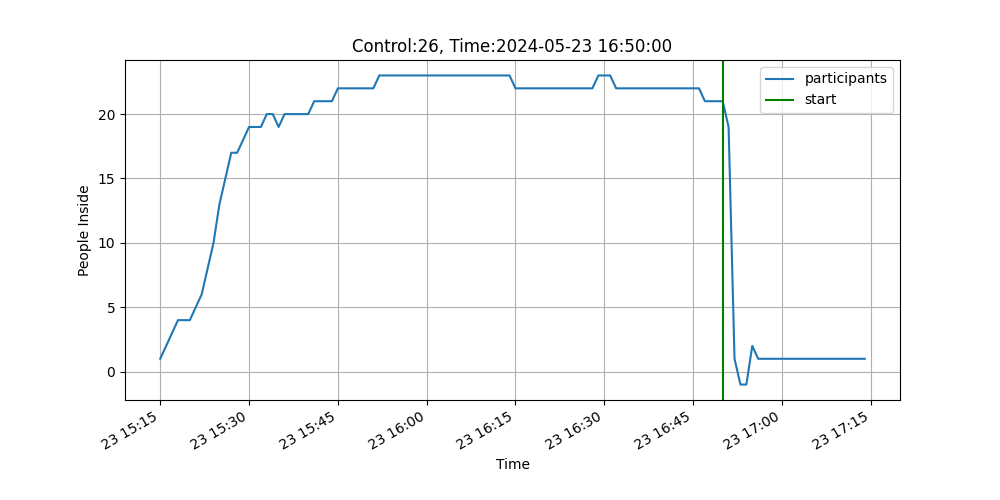 Control:26, Time:2024-05-23 16:50:00
participants
start
People Inside
20
15
10
5
0
23 15:15
23 15:30
23 15:45
23 16:00
23 16:15
23 16:30
23 16:45
23 17:00
23 17:15
Time